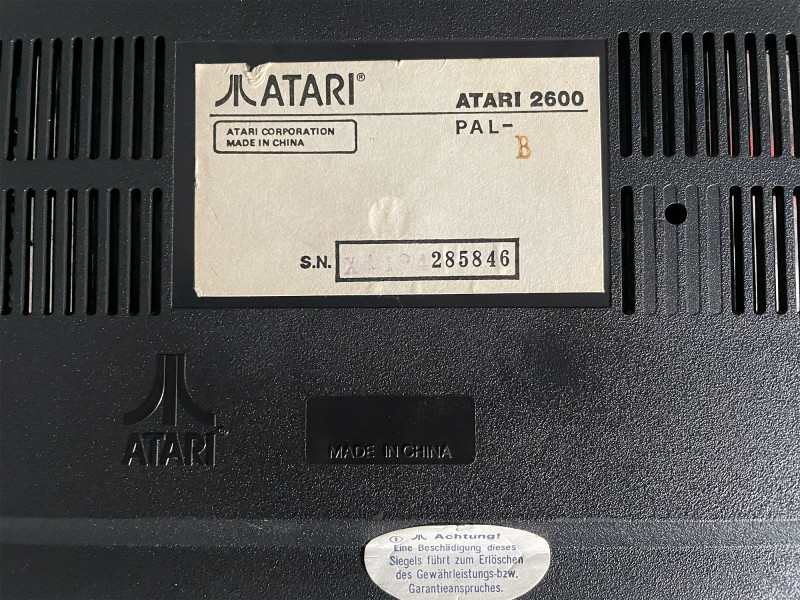 ATARI®
ATARI 2600
ATARI CORPORATION
MADE IN CHINA
PAL-
B
S.N. 285846
ATARI®
MADE IN CHINA
Achtung!
Eine Beschädigung dieses
Siegels führt zum Erlöschen
des Gewährleistungs-bzw.
Garantieanspruches.